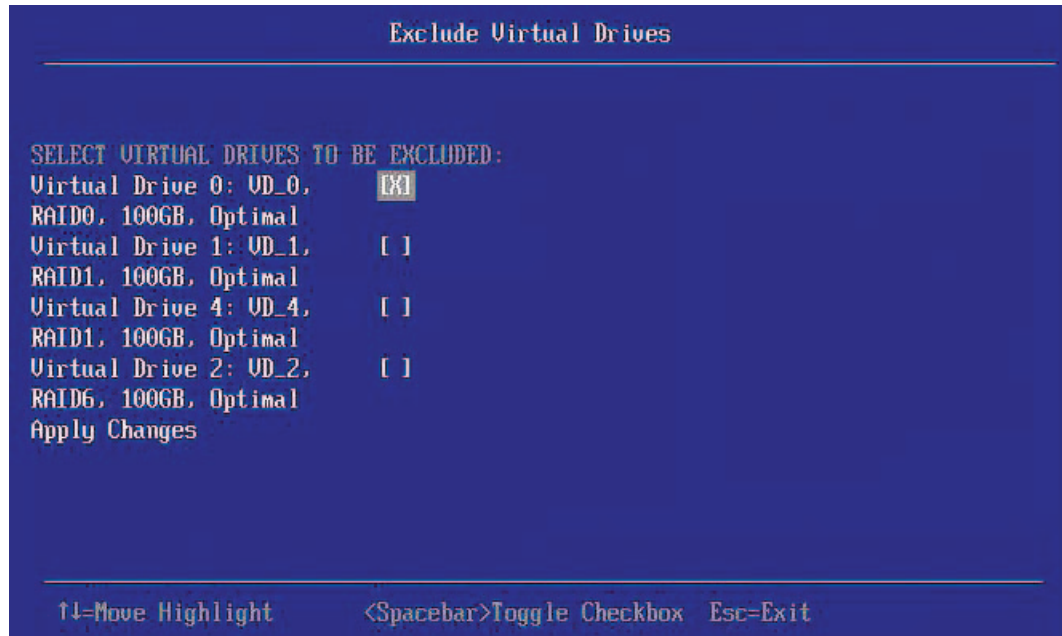 Exclude Virtual Drives
SELECT VIRTUAL DRIVES TO BE EXCLUDED:
Virtual Drive 0: VD_0, [X]
RAID0, 100GB, Optimal
Virtual Drive 1: VD_1, [ ]
RAID1, 100GB, Optimal
Virtual Drive 4: VD_4, [ ]
RAID1, 100GB, Optimal
Virtual Drive 2: VD_2, [ ]
RAID6, 100GB, Optimal
Apply Changes
↑↓=Move Highlight <Spacebar>Toggle Checkbox Esc=Exit